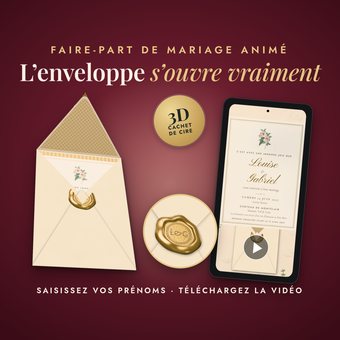 FAIRE-PART DE MARIAGE ANIMÉ
L'enveloppe s'ouvre vraiment
3D
CACHET
DE CIRE
Louise
&
Gabriel
L&G
SAISISSEZ VOS PRÉNOMS · TÉLÉCHARGEZ LA VIDÉO